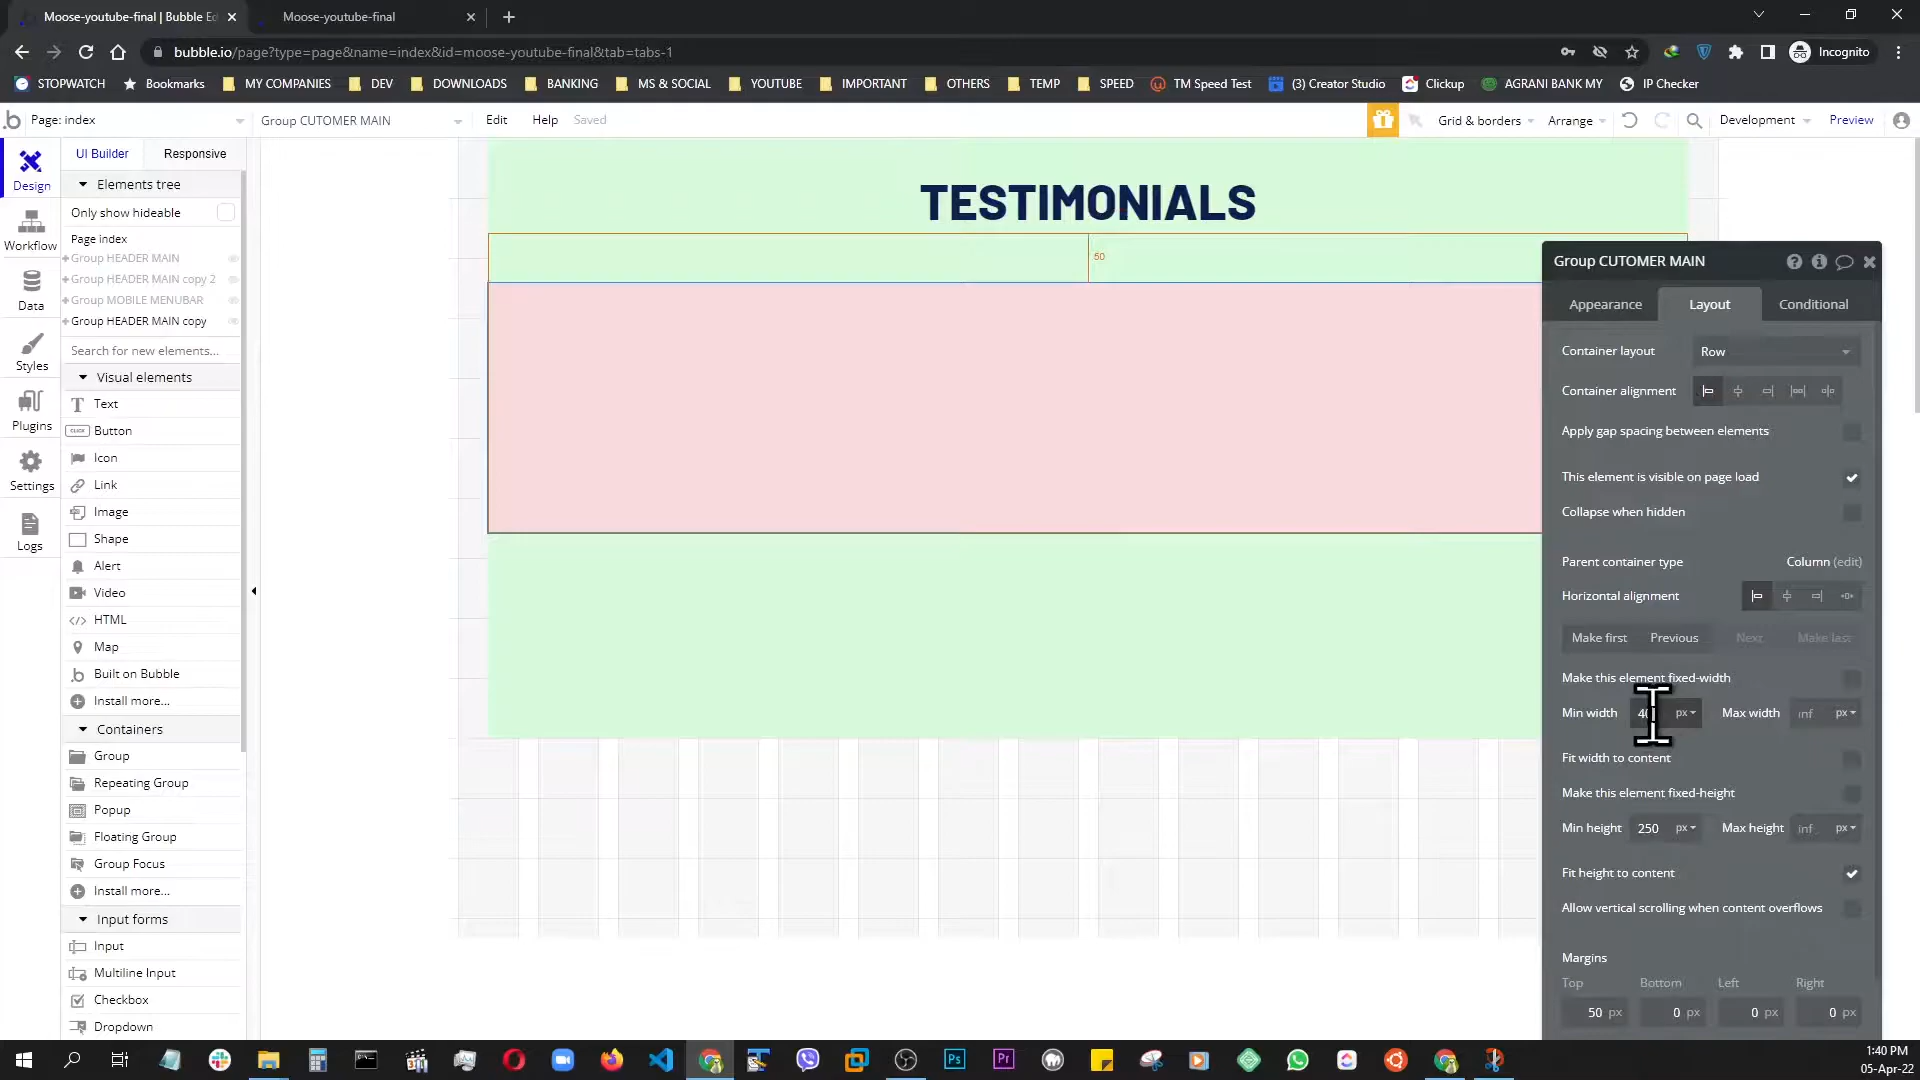 Moose-youtube-final | Bubble Ed
Moose-youtube-final
bubble.io/page?type=page&name=index&id=moose-youtube-final&tab=tabs-1
Incognito
STOPWATCH
Bookmarks
MY COMPANIES
DEV
DOWNLOADS
BANKING
MS & SOCIAL
YOUTUBE
IMPORTANT
OTHERS
TEMP
SPEED
TM Speed Test
(3) Creator Studio
Clickup
AGRANI BANK MY
IP Checker
Page: index
Group CUTOMER MAIN
Edit
Help
Saved
Grid & borders
Arrange
Development
Preview
Design
Workflow
Data
Styles
Plugins
Settings
Logs
UI Builder
Responsive
Elements tree
Only show hideable
Page index
Group HEADER MAIN
Group HEADER MAIN copy 2
Group MOBILE MENUBAR
Group HEADER MAIN copy
Search for new elements...
Visual elements
Text
CLICK Button
Icon
Link
Image
Shape
Alert
Video
HTML
Map
Built on Bubble
Install more...
Containers
Group
Repeating Group
Popup
Floating Group
Group Focus
Install more...
Input forms
Input
Multiline Input
Checkbox
Dropdown
TESTIMONIALS
50
Group CUTOMER MAIN
Appearance
Layout
Conditional
Container layout
Row
Container alignment
Apply gap spacing between elements
This element is visible on page load
Collapse when hidden
Parent container type
Column (edit)
Horizontal alignment
Make first
Previous
Next
Make last
Make this element fixed-width
Min width
px
Max width
inf px
Fit width to content
Make this element fixed-height
Min height
250 px
Max height
inf px
Fit height to content
Allow vertical scrolling when content overflows
Margins
Top
Bottom
Left
Right
50 px
0 px
0 px
0 px
Ps
Pr
1:40 PM
05-Apr-22